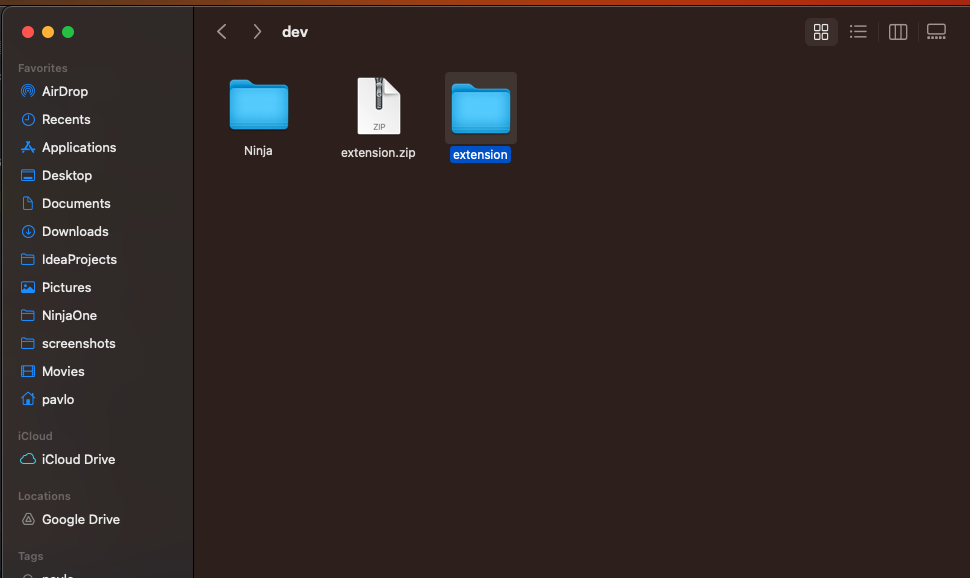 dev
Favorites
AirDrop
Recents
Applications
Desktop
Documents
Downloads
IdeaProjects
Pictures
NinjaOne
screenshots
Movies
pavlo
iCloud
iCloud Drive
Locations
Google Drive
Tags
Ninja
ZIP
extension.zip
extension